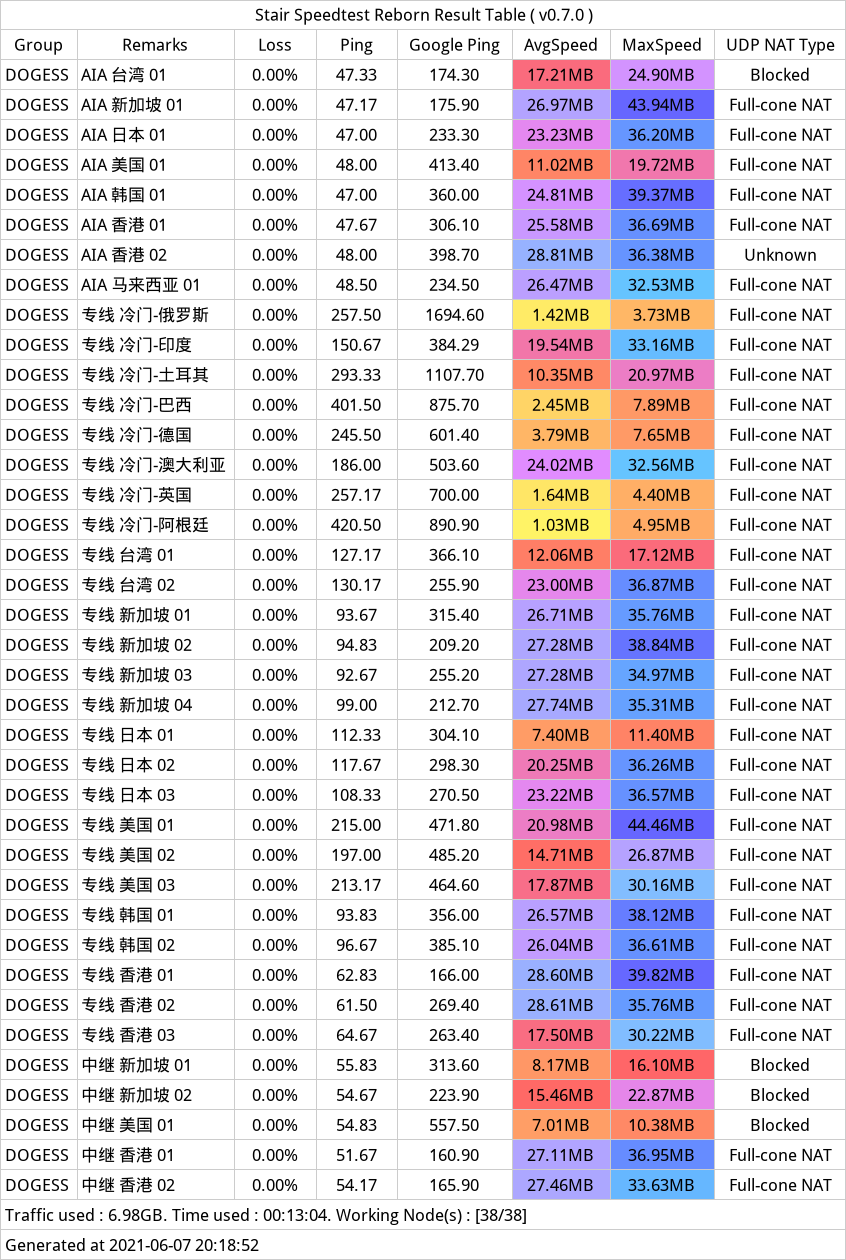 Stair Speedtest Reborn Result Table ( v0.7.0 )
Group Remarks Loss Ping Google Ping AvgSpeed MaxSpeed UDP NAT Type
DOGESS AIA 台湾 01 0.00% 47.33 174.30 17.21MB 24.90MB Blocked
DOGESS AIA 新加坡 01 0.00% 47.17 175.90 26.97MB 43.94MB Full-cone NAT
DOGESS AIA 日本 01 0.00% 47.00 233.30 23.23MB 36.20MB Full-cone NAT
DOGESS AIA 美国 01 0.00% 48.00 413.40 11.02MB 19.72MB Full-cone NAT
DOGESS AIA 韩国 01 0.00% 47.00 360.00 24.81MB 39.37MB Full-cone NAT
DOGESS AIA 香港 01 0.00% 47.67 306.10 25.58MB 36.69MB Full-cone NAT
DOGESS AIA 香港 02 0.00% 48.00 398.70 28.81MB 36.38MB Unknown
DOGESS AIA 马来西亚 01 0.00% 48.50 234.50 26.47MB 32.53MB Full-cone NAT
DOGESS 专线 冷门-俄罗斯 0.00% 257.50 1694.60 1.42MB 3.73MB Full-cone NAT
DOGESS 专线 冷门-印度 0.00% 150.67 384.29 19.54MB 33.16MB Full-cone NAT
DOGESS 专线 冷门-土耳其 0.00% 293.33 1107.70 10.35MB 20.97MB Full-cone NAT
DOGESS 专线 冷门-巴西 0.00% 401.50 875.70 2.45MB 7.89MB Full-cone NAT
DOGESS 专线 冷门-德国 0.00% 245.50 601.40 3.79MB 7.65MB Full-cone NAT
DOGESS 专线 冷门-澳大利亚 0.00% 186.00 503.60 24.02MB 32.56MB Full-cone NAT
DOGESS 专线 冷门-英国 0.00% 257.17 700.00 1.64MB 4.40MB Full-cone NAT
DOGESS 专线 冷门-阿根廷 0.00% 420.50 890.90 1.03MB 4.95MB Full-cone NAT
DOGESS 专线 台湾 01 0.00% 127.17 366.10 12.06MB 17.12MB Full-cone NAT
DOGESS 专线 台湾 02 0.00% 130.17 255.90 23.00MB 36.87MB Full-cone NAT
DOGESS 专线 新加坡 01 0.00% 93.67 315.40 26.71MB 35.76MB Full-cone NAT
DOGESS 专线 新加坡 02 0.00% 94.83 209.20 27.28MB 38.84MB Full-cone NAT
DOGESS 专线 新加坡 03 0.00% 92.67 255.20 27.28MB 34.97MB Full-cone NAT
DOGESS 专线 新加坡 04 0.00% 99.00 212.70 27.74MB 35.31MB Full-cone NAT
DOGESS 专线 日本 01 0.00% 112.33 304.10 7.40MB 11.40MB Full-cone NAT
DOGESS 专线 日本 02 0.00% 117.67 298.30 20.25MB 36.26MB Full-cone NAT
DOGESS 专线 日本 03 0.00% 108.33 270.50 23.22MB 36.57MB Full-cone NAT
DOGESS 专线 美国 01 0.00% 215.00 471.80 20.98MB 44.46MB Full-cone NAT
DOGESS 专线 美国 02 0.00% 197.00 485.20 14.71MB 26.87MB Full-cone NAT
DOGESS 专线 美国 03 0.00% 213.17 464.60 17.87MB 30.16MB Full-cone NAT
DOGESS 专线 韩国 01 0.00% 93.83 356.00 26.57MB 38.12MB Full-cone NAT
DOGESS 专线 韩国 02 0.00% 96.67 385.10 26.04MB 36.61MB Full-cone NAT
DOGESS 专线 香港 01 0.00% 62.83 166.00 28.60MB 39.82MB Full-cone NAT
DOGESS 专线 香港 02 0.00% 61.50 269.40 28.61MB 35.76MB Full-cone NAT
DOGESS 专线 香港 03 0.00% 64.67 263.40 17.50MB 30.22MB Full-cone NAT
DOGESS 中继 新加坡 01 0.00% 55.83 313.60 8.17MB 16.10MB Blocked
DOGESS 中继 新加坡 02 0.00% 54.67 223.90 15.46MB 22.87MB Blocked
DOGESS 中继 美国 01 0.00% 54.83 557.50 7.01MB 10.38MB Blocked
DOGESS 中继 香港 01 0.00% 51.67 160.90 27.11MB 36.95MB Full-cone NAT
DOGESS 中继 香港 02 0.00% 54.17 165.90 27.46MB 33.63MB Full-cone NAT
Traffic used : 6.98GB. Time used : 00:13:04. Working Node(s) : [38/38]
Generated at 2021-06-07 20:18:52